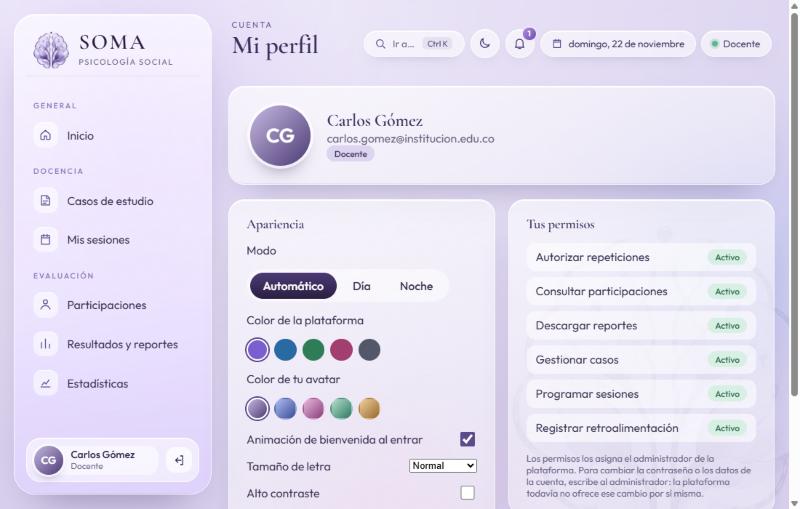 SOMA
PSICOLOGÍA SOCIAL
GENERAL
Inicio
DOCENCIA
Casos de estudio
Mis sesiones
EVALUACIÓN
Participaciones
Resultados y reportes
Estadísticas
CG
Carlos Gómez
Docente
CUENTA
Mi perfil
Ir a...
Ctrl K
1
domingo, 22 de noviembre
Docente
CG
Carlos Gómez
carlos.gomez@institucion.edu.co
Docente
Apariencia
Modo
Automático Día Noche
Color de la plataforma
Color de tu avatar
Animación de bienvenida al entrar
Tamaño de letra Normal
Alto contraste
Tus permisos
Autorizar repeticiones Activo
Consultar participaciones Activo
Descargar reportes Activo
Gestionar casos Activo
Programar sesiones Activo
Registrar retroalimentación Activo
Los permisos los asigna el administrador de la
plataforma. Para cambiar la contraseña o los datos de
la cuenta, escribe al administrador: la plataforma
todavía no ofrece ese cambio por sí misma.